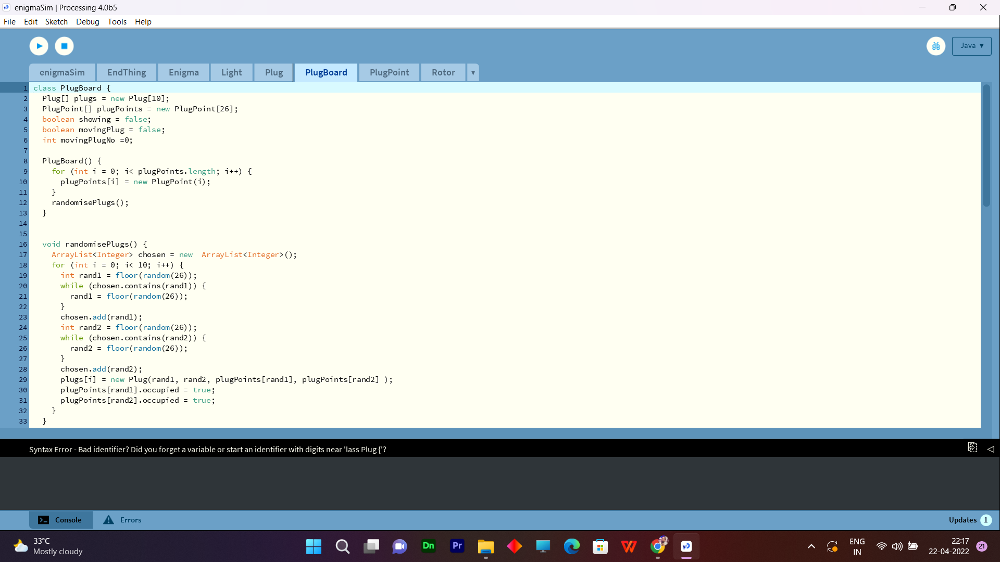 enigmaSim | Processing 4.0b5
File Edit Sketch Debug Tools Help
Java ▾
enigmaSim EndThing Enigma Light Plug PlugBoard PlugPoint Rotor ▾
1 class PlugBoard {
2 Plug[] plugs = new Plug[10];
3 PlugPoint[] plugPoints = new PlugPoint[26];
4 boolean showing = false;
5 boolean movingPlug = false;
6 int movingPlugNo =0;
7
8 PlugBoard() {
9 for (int i = 0; i< plugPoints.length; i++) {
10 plugPoints[i] = new PlugPoint(i);
11 }
12 randomisePlugs();
13 }
14
15
16 void randomisePlugs() {
17 ArrayList<Integer> chosen = new  ArrayList<Integer>();
18 for (int i = 0; i< 10; i++) {
19 int rand1 = floor(random(26));
20 while (chosen.contains(rand1)) {
21 rand1 = floor(random(26));
22 }
23 chosen.add(rand1);
24 int rand2 = floor(random(26));
25 while (chosen.contains(rand2)) {
26 rand2 = floor(random(26));
27 }
28 chosen.add(rand2);
29 plugs[i] = new Plug(rand1, rand2, plugPoints[rand1], plugPoints[rand2] );
30 plugPoints[rand1].occupied = true;
31 plugPoints[rand2].occupied = true;
32 }
33 }
Syntax Error - Bad identifier? Did you forget a variable or start an identifier with digits near 'lass Plug {'?
Console Errors Updates 1
33°C
Mostly cloudy
Dn Pr
ENG
IN
22:17
22-04-2022
21